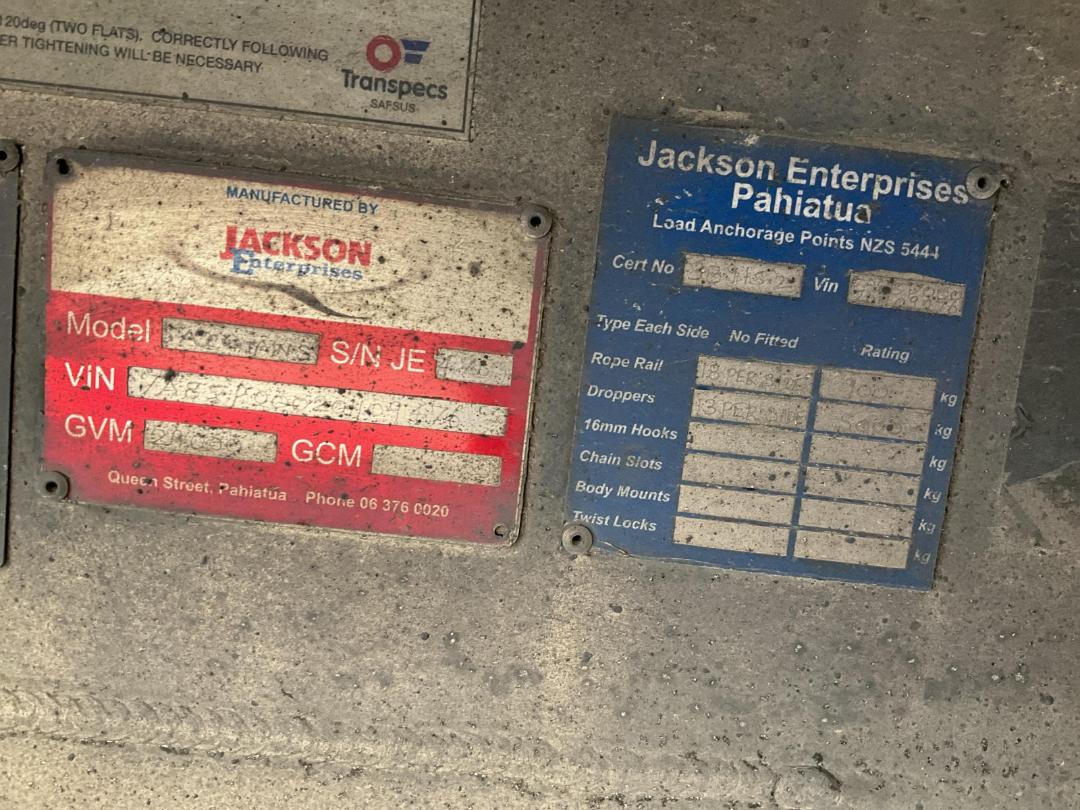 120deg (TWO FLATS). CORRECTLY FOLLOWING
ER TIGHTENING WILL BE NECESSARY
Transpecs
SAFSUS
MANUFACTURED BY
JACKSON
Enterprises
Model S/N JE
VIN
GVM GCM
Queen Street, Pahiatua Phone 06 376 0020
Jackson Enterprises
Pahiatua
Load Anchorage Points NZS 5444
Cert No Vin
Type Each Side No Fitted Rating
Rope Rail kg
Droppers kg
16mm Hooks kg
Chain Slots kg
Body Mounts kg
Twist Locks kg